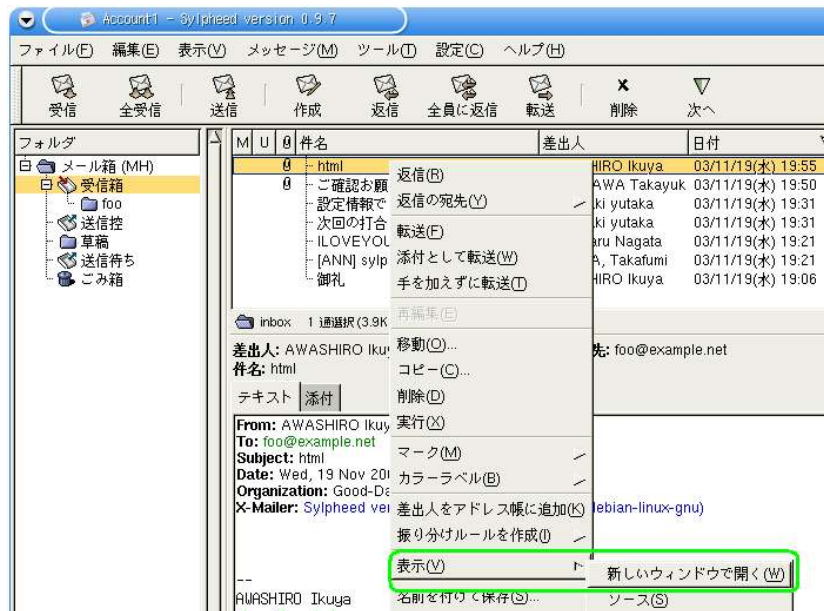 Account1 - Sylpheed version 0.9.7
ファイル(F) 編集(E) 表示(V) メッセージ(M) ツール(T) 設定(C) ヘルプ(H)
受信 全受信 送信 作成 返信 全員に返信 転送 削除 次へ
フォルダ
メール箱 (MH)
受信箱
foo
送信控
草稿
送信待ち
ごみ箱
M U 件名 差出人 日付
html HIRO Ikuya 03/11/19(水) 19:55
ご確認お願 AWA Takayuk 03/11/19(水) 19:50
設定情報で ki yutaka 03/11/19(水) 19:31
次回の打合 ki yutaka 03/11/19(水) 19:31
ILOVEYOU aru Nagata 03/11/19(水) 19:21
[ANN] sylp A, Takafumi 03/11/19(水) 19:21
御礼 HIRO Ikuya 03/11/19(水) 19:06
inbox 1 通選択 (3.9K
差出人: AWASHIRO Iku 先: foo@example.net
件名: html
テキスト 添付
From: AWASHIRO Ikuy
To: foo@example.net
Subject: html
Date: Wed, 19 Nov 200
Organization: Good-Da
X-Mailer: Sylpheed ver debian-linux-gnu)
--
AWASHIRO Ikuya
返信(R)
返信の宛先(Y)
転送(F)
添付として転送(W)
手を加えずに転送(T)
再編集(E)
移動(O)...
コピー(C)...
削除(D)
実行(X)
マーク(M)
カラーラベル(B)
差出人をアドレス帳に追加(K)
振り分けルールを作成(I)
表示(V)
名前を付けて保存(S)...
新しいウィンドウで開く(W)
ソース(S)